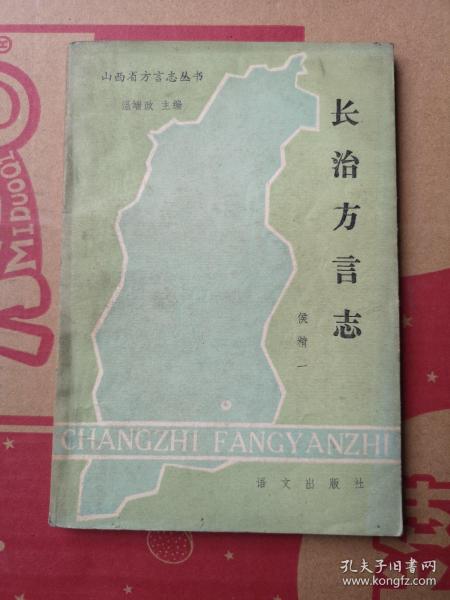 山西省方言志丛书
温端政 主编
长治方言志
侯精一
CHANGZHI FANGYANZHI
语文出版社
MIDUOQI
孔夫子旧书网
www.kongfz.com